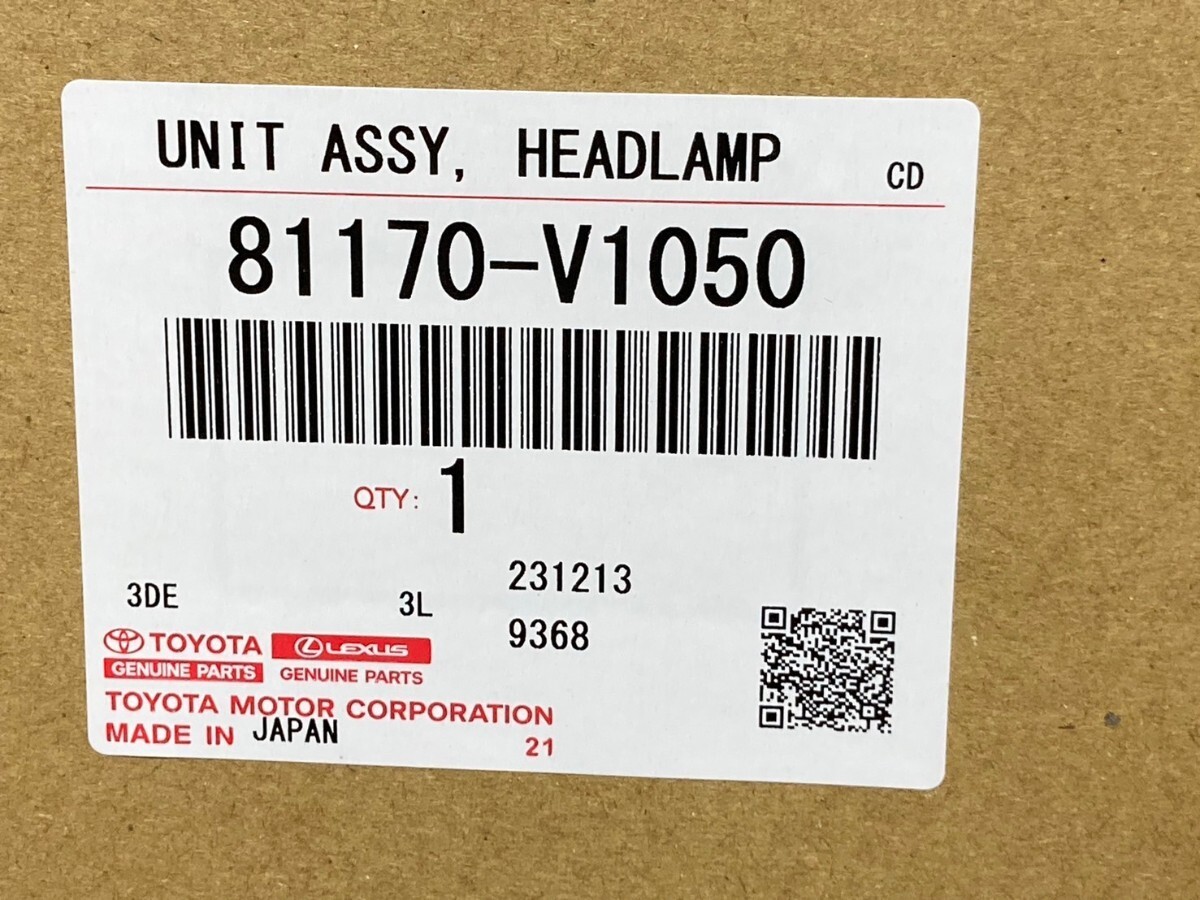 UNIT ASSY, HEADLAMP CD
81170-V1050
QTY: 1
231213
3DE 3L
9368
TOYOTA LEXUS
GENUINE PARTS GENUINE PARTS
TOYOTA MOTOR CORPORATION
MADE IN JAPAN 21